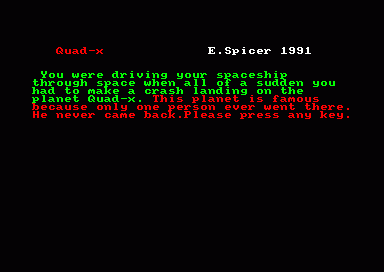 Quad-x E.Spicer 1991
You were driving your spaceship
through space when all of a sudden you
had to make a crash landing on the
planet Quad-x. This planet is famous
because only one person ever went there.
He never came back.Please press any key.